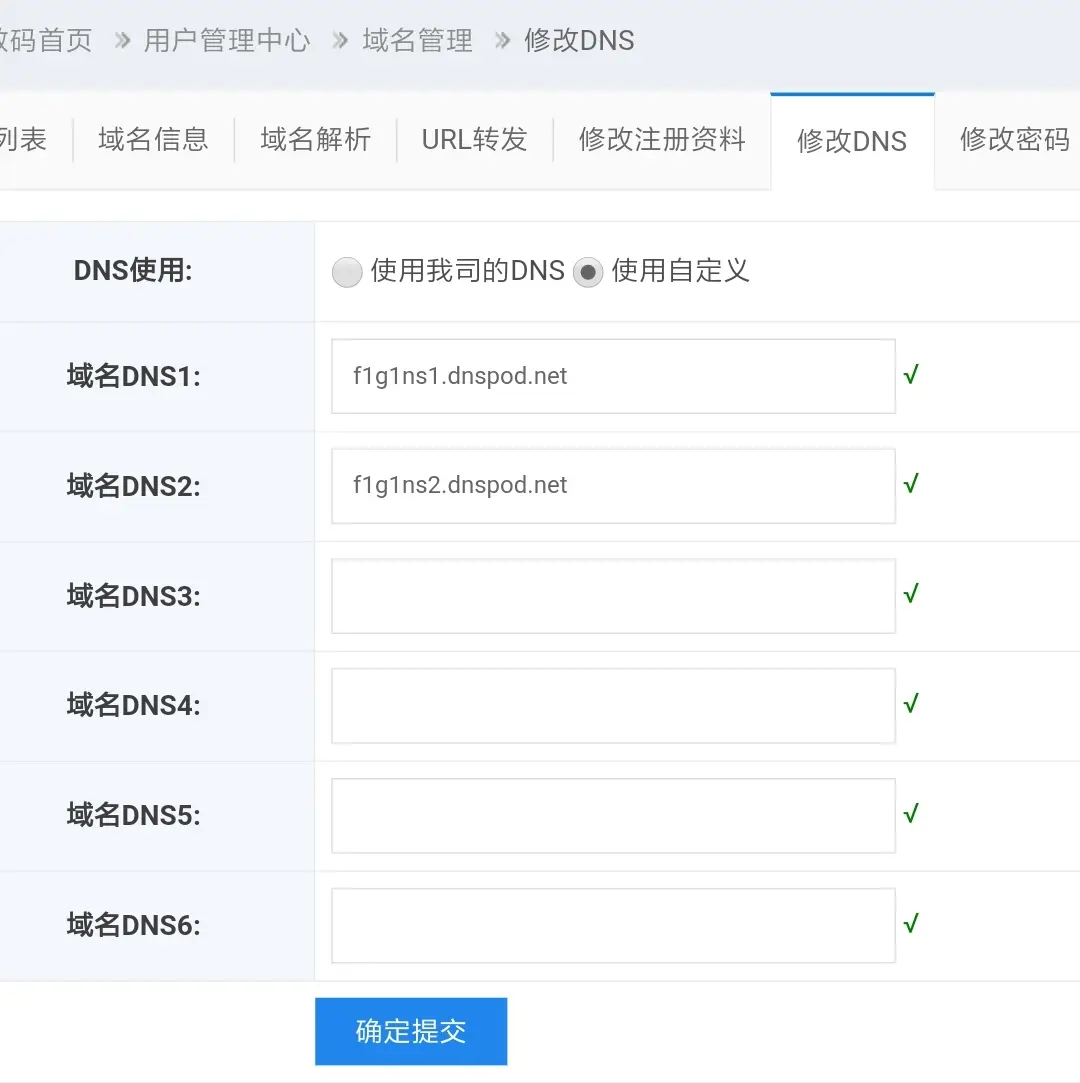 码首页 » 用户管理中心 » 域名管理 » 修改DNS
列表 域名信息 域名解析 URL转发 修改注册资料 修改DNS 修改密码
DNS使用: 使用我司的DNS 使用自定义
域名DNS1: f1g1ns1.dnspod.net √
域名DNS2: f1g1ns2.dnspod.net √
域名DNS3: √
域名DNS4: √
域名DNS5: √
域名DNS6: √
确定提交